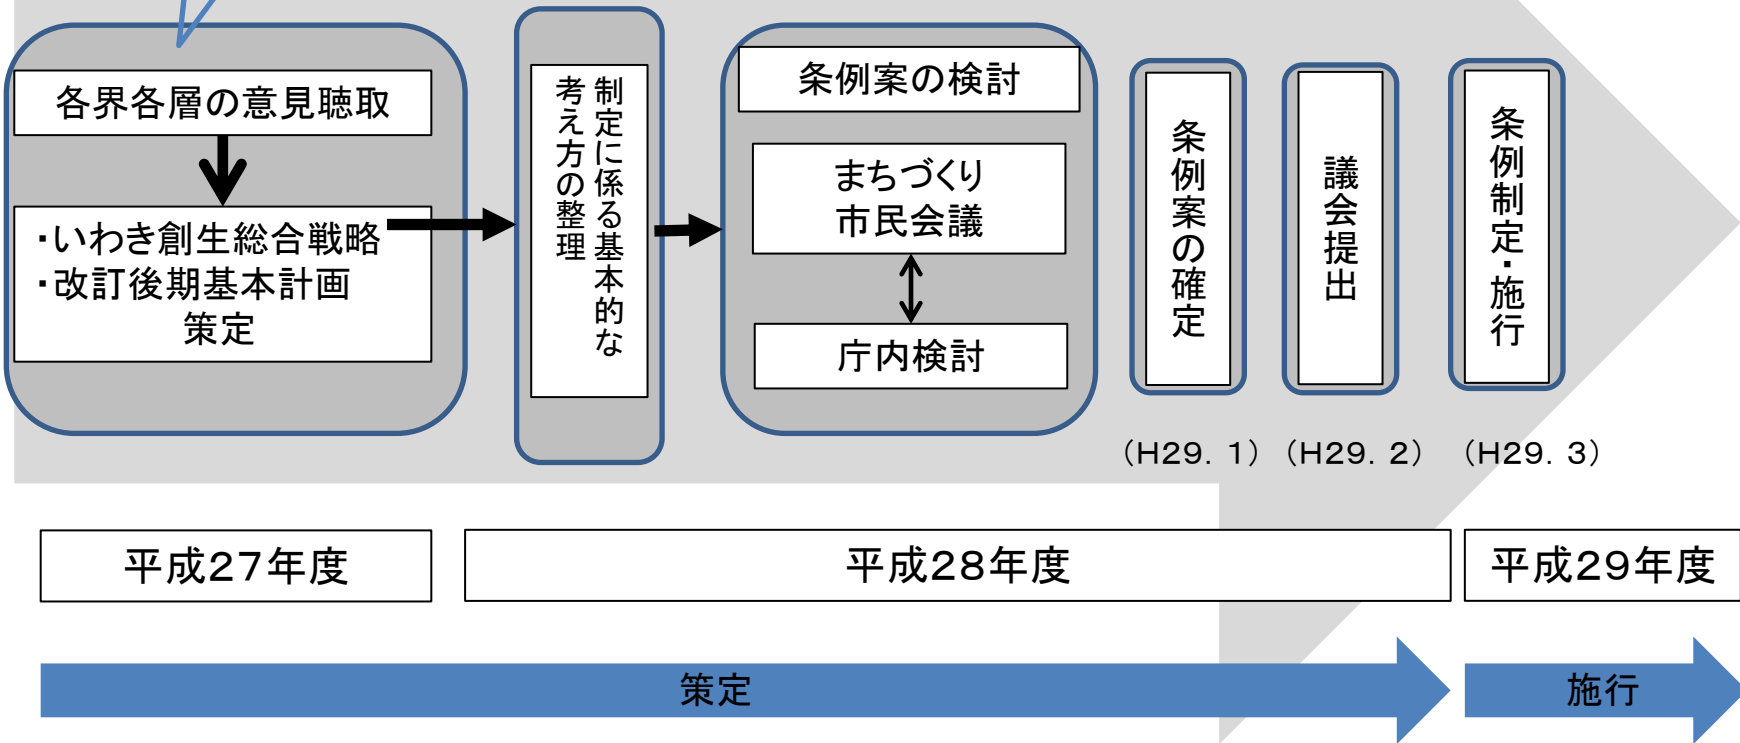 各界各層の意見聴取
・いわき創生総合戦略
・改訂後期基本計画
策定
制定に係る基本的な
考え方の整理
条例案の検討
まちづくり
市民会議
庁内検討
条例案の確定
議会提出
条例制定・施行
(H29. 1)
(H29. 2)
(H29. 3)
平成27年度
平成28年度
平成29年度
策定
施行